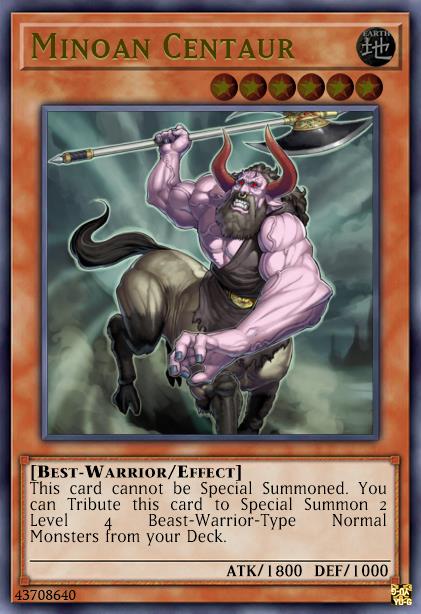 MINOAN CENTAUR
EARTH
地
[BEST-WARRIOR/EFFECT]
This card cannot be Special Summoned. You
can Tribute this card to Special Summon 2
Level 4 Beast-Warrior-Type Normal
Monsters from your Deck.
ATK/1800 DEF/1000
43708640